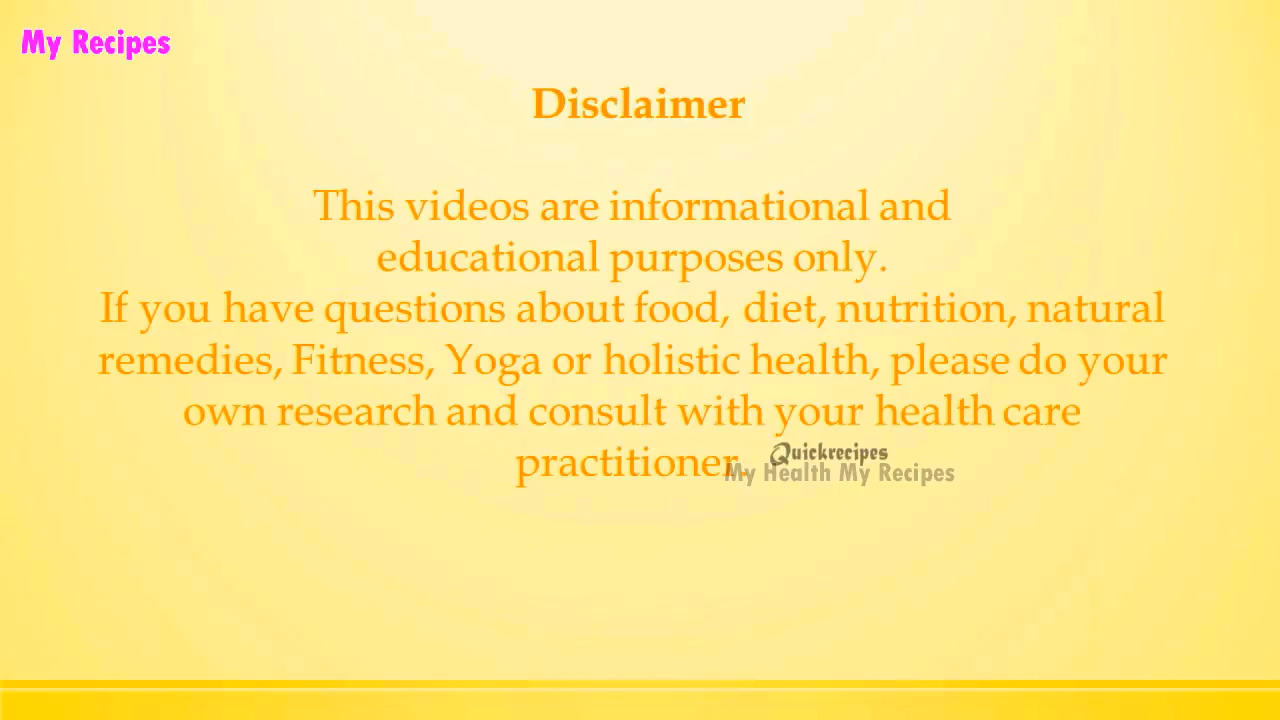 My Recipes
Disclaimer
This videos are informational and
educational purposes only.
If you have questions about food, diet, nutrition, natural
remedies, Fitness, Yoga or holistic health, please do your
own research and consult with your health care
practitioner.
Quickrecipes
My Health My Recipes